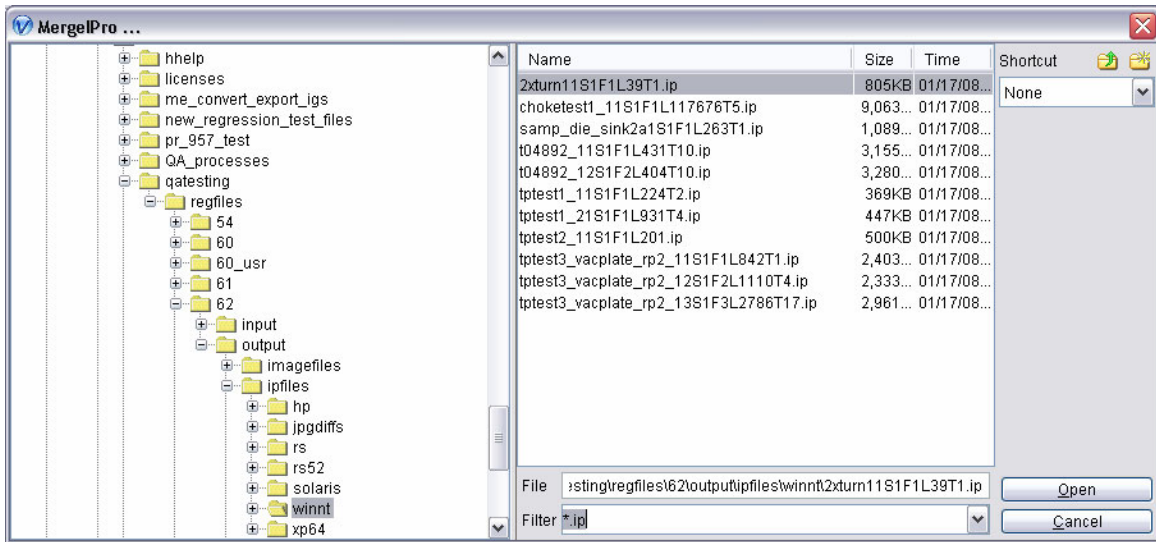 MergeIPro ...
hhelp
licenses
me_convert_export_igs
new_regression_test_files
pr_957_test
QA_processes
qatesting
regfiles
54
60
60_usr
61
62
input
output
imagefiles
ipfiles
hp
jpgdiffs
rs
rs52
solaris
winnt
xp64
Name Size Time
2xturn11S1F1L39T1.ip 805KB 01/17/08...
choketest1_11S1F1L117676T5.ip 9,063... 01/17/08...
samp_die_sink2a1S1F1L263T1.ip 1,089... 01/17/08...
t04892_11S1F1L431T10.ip 3,155... 01/17/08...
t04892_12S1F2L404T10.ip 3,280... 01/17/08...
tptest1_11S1F1L224T2.ip 369KB 01/17/08...
tptest1_21S1F1L931T4.ip 447KB 01/17/08...
tptest2_11S1F1L201.ip 500KB 01/17/08...
tptest3_vacplate_rp2_11S1F1L842T1.ip 2,403... 01/17/08...
tptest3_vacplate_rp2_12S1F2L1110T4.ip 2,333... 01/17/08...
tptest3_vacplate_rp2_13S1F3L2786T17.ip 2,961... 01/17/08...
File esting\regfiles\62\output\ipfiles\winnt\2xturn11S1F1L39T1.ip
Filter *.ip
Shortcut
None
Open
Cancel